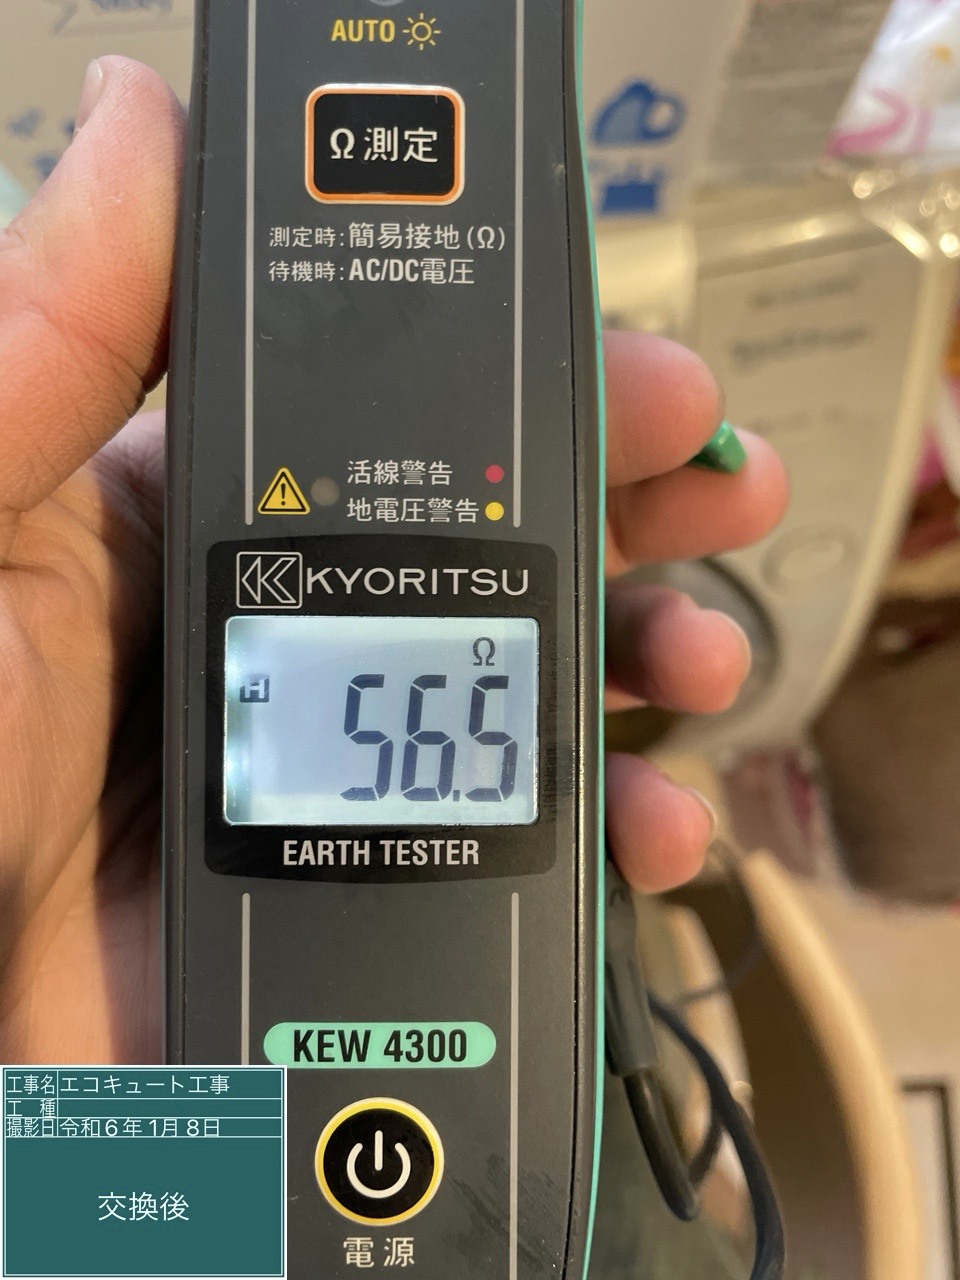 AUTO
Ω 測定
測定時:簡易接地(Ω)
待機時:AC/DC電圧
活線警告
地電圧警告
KYORITSU
Ω
H
56.5
EARTH TESTER
KEW 4300
電源
工事名 エコキュート工事
工 種
撮影日 令和6年 1月 8日
交換後